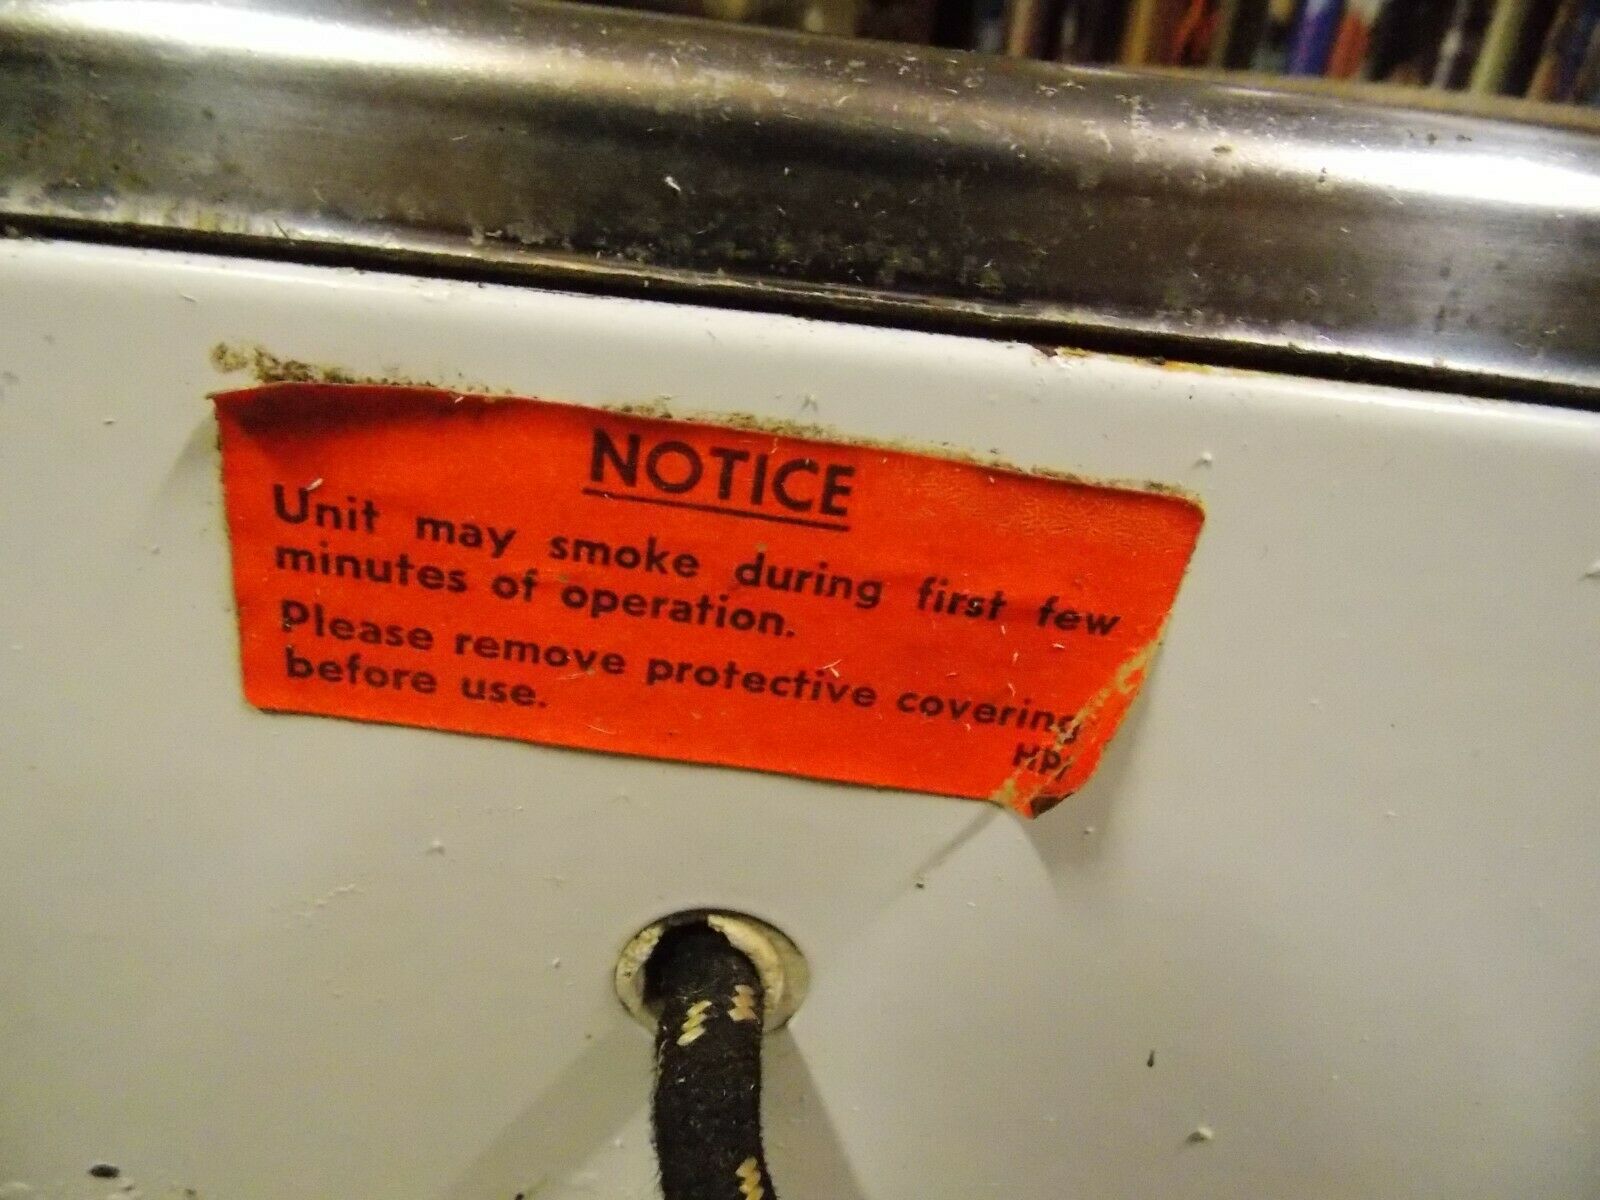 NOTICE
Unit may smoke during first few
minutes of operation.
Please remove protective covering
before use.